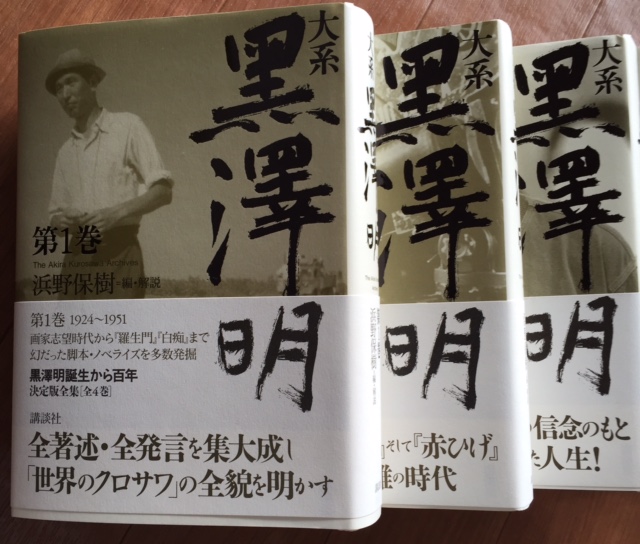 大系
黒澤明
第1巻
The Akira Kurosawa Archives
浜野保樹=編・解説
第1巻 1924〜1951
画家志望時代から『羅生門』『白痴』まで
幻だった脚本・ノベライズを多数発掘
黒澤明誕生から百年
決定版全集[全4巻]
講談社
全著述・全発言を集大成し
「世界のクロサワ」の全貌を明かす
大系 黒澤明
大系
黒澤明
』そして『赤ひげ』
の時代
大系
黒澤明
信念のもと
人生!